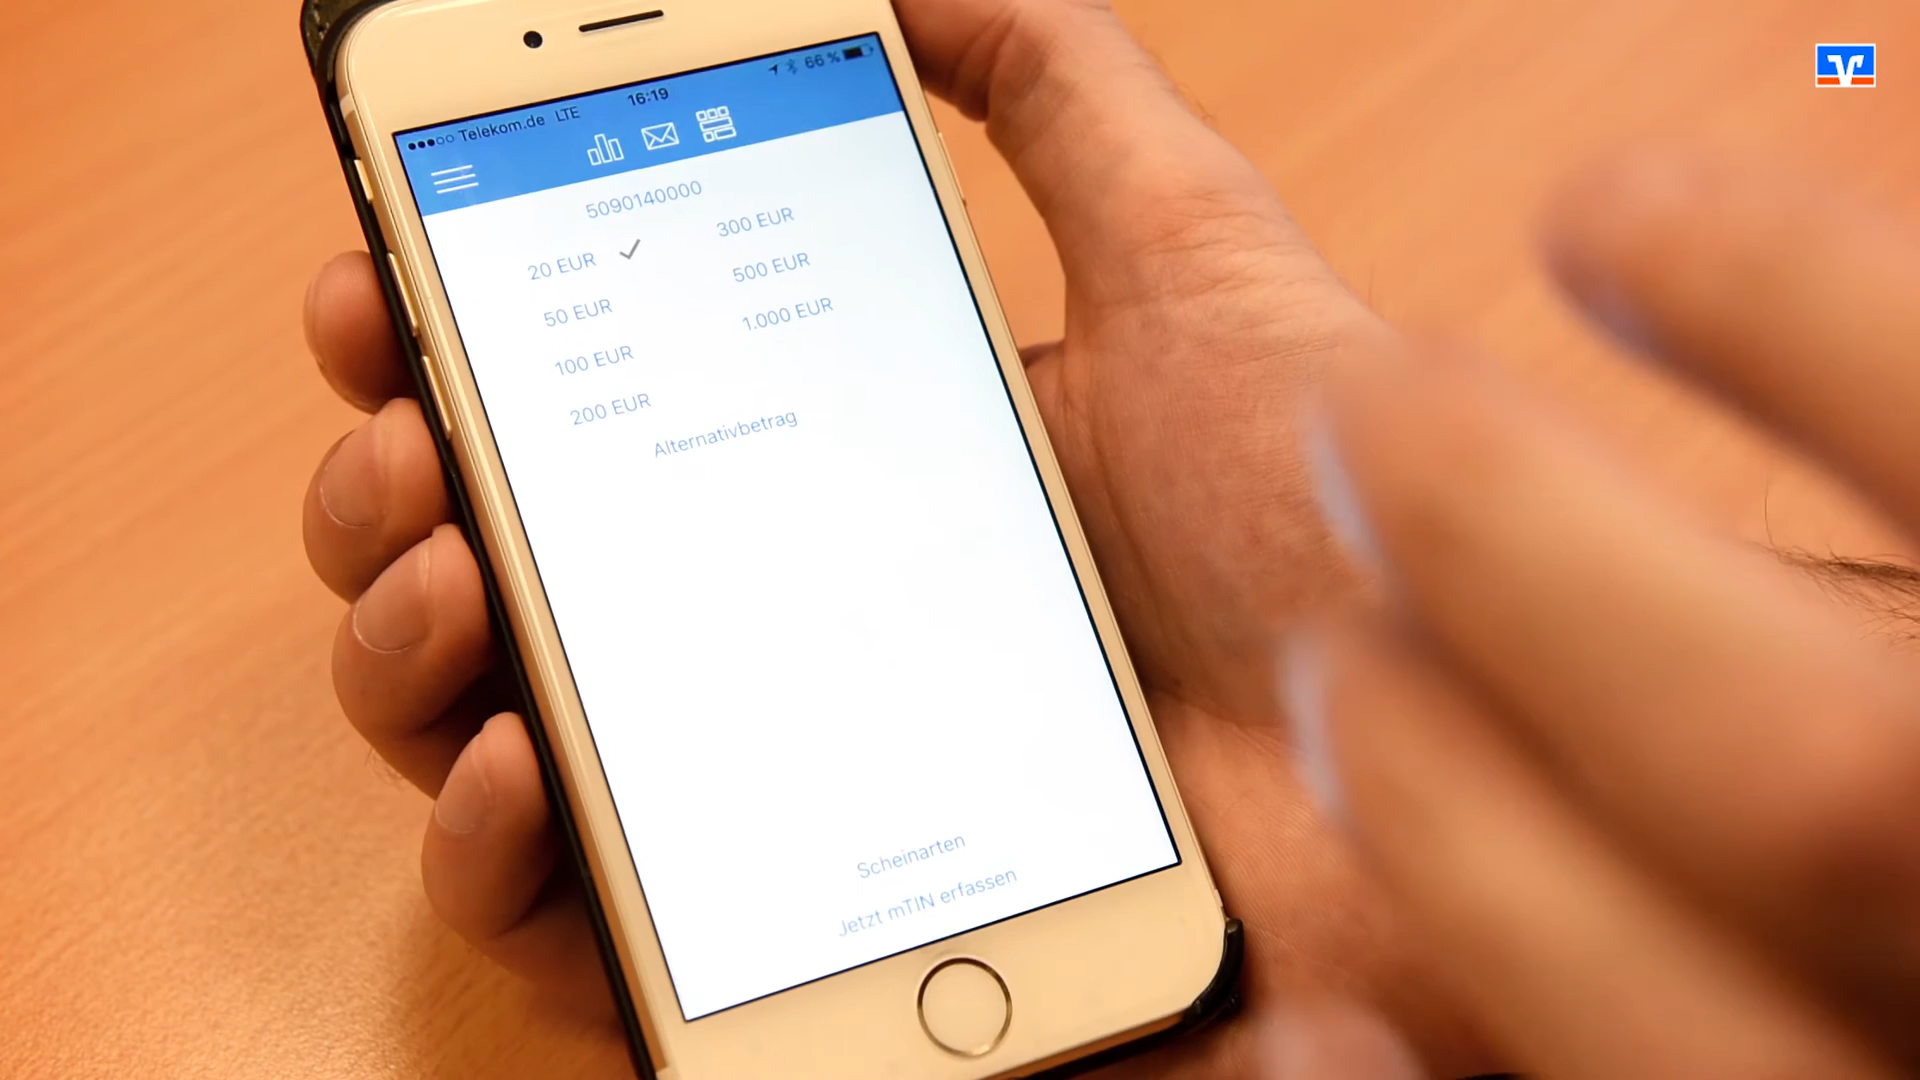 Telekom.de LTE 16:19 66 %
5090140000
20 EUR
50 EUR
100 EUR
200 EUR
300 EUR
500 EUR
1.000 EUR
Alternativbetrag
Scheinarten
Jetzt mTIN erfassen